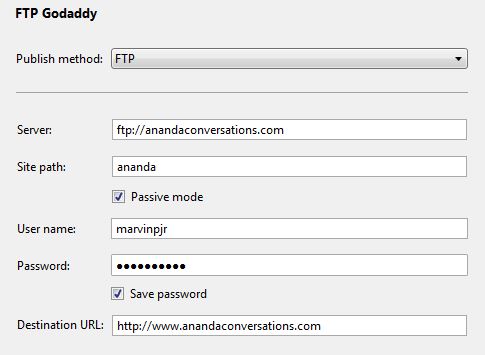 FTP Godaddy
Publish method: FTP
Server: ftp://anandaconversations.com
Site path: ananda
Passive mode
User name: marvinpjr
Password: ●●●●●●●●●●
Save password
Destination URL: http://www.anandaconversations.com